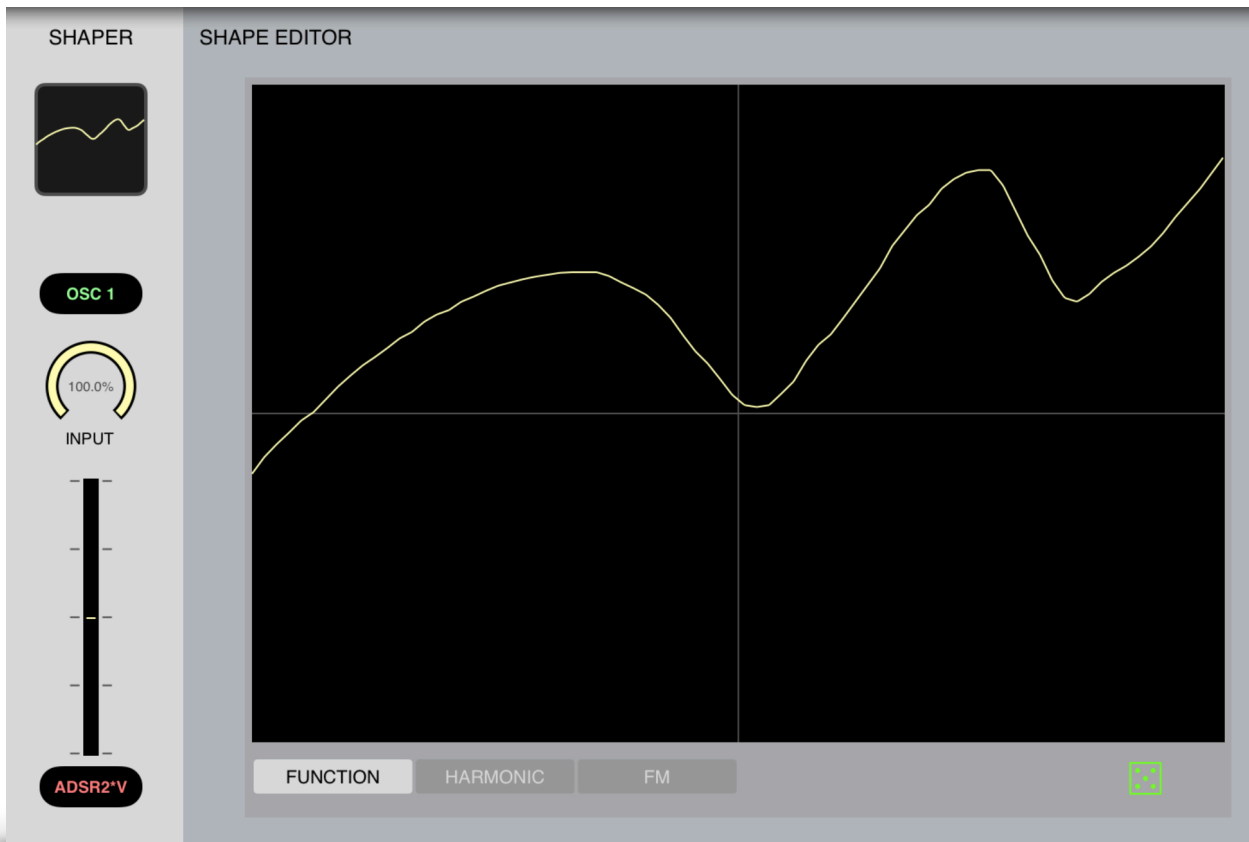 SHAPER
SHAPE EDITOR
OSC 1
100.0%
INPUT
ADSR2*V
FUNCTION
HARMONIC
FM